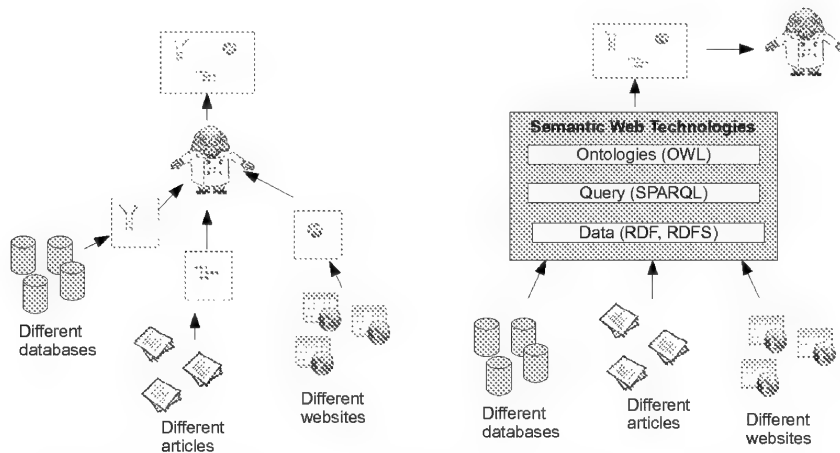 Different
databases
Different
articles
Different
websites
Semantic Web Technologies
Ontologies (OWL)
Query (SPARQL)
Data (RDF, RDFS)
Different
databases
Different
articles
Different
websites